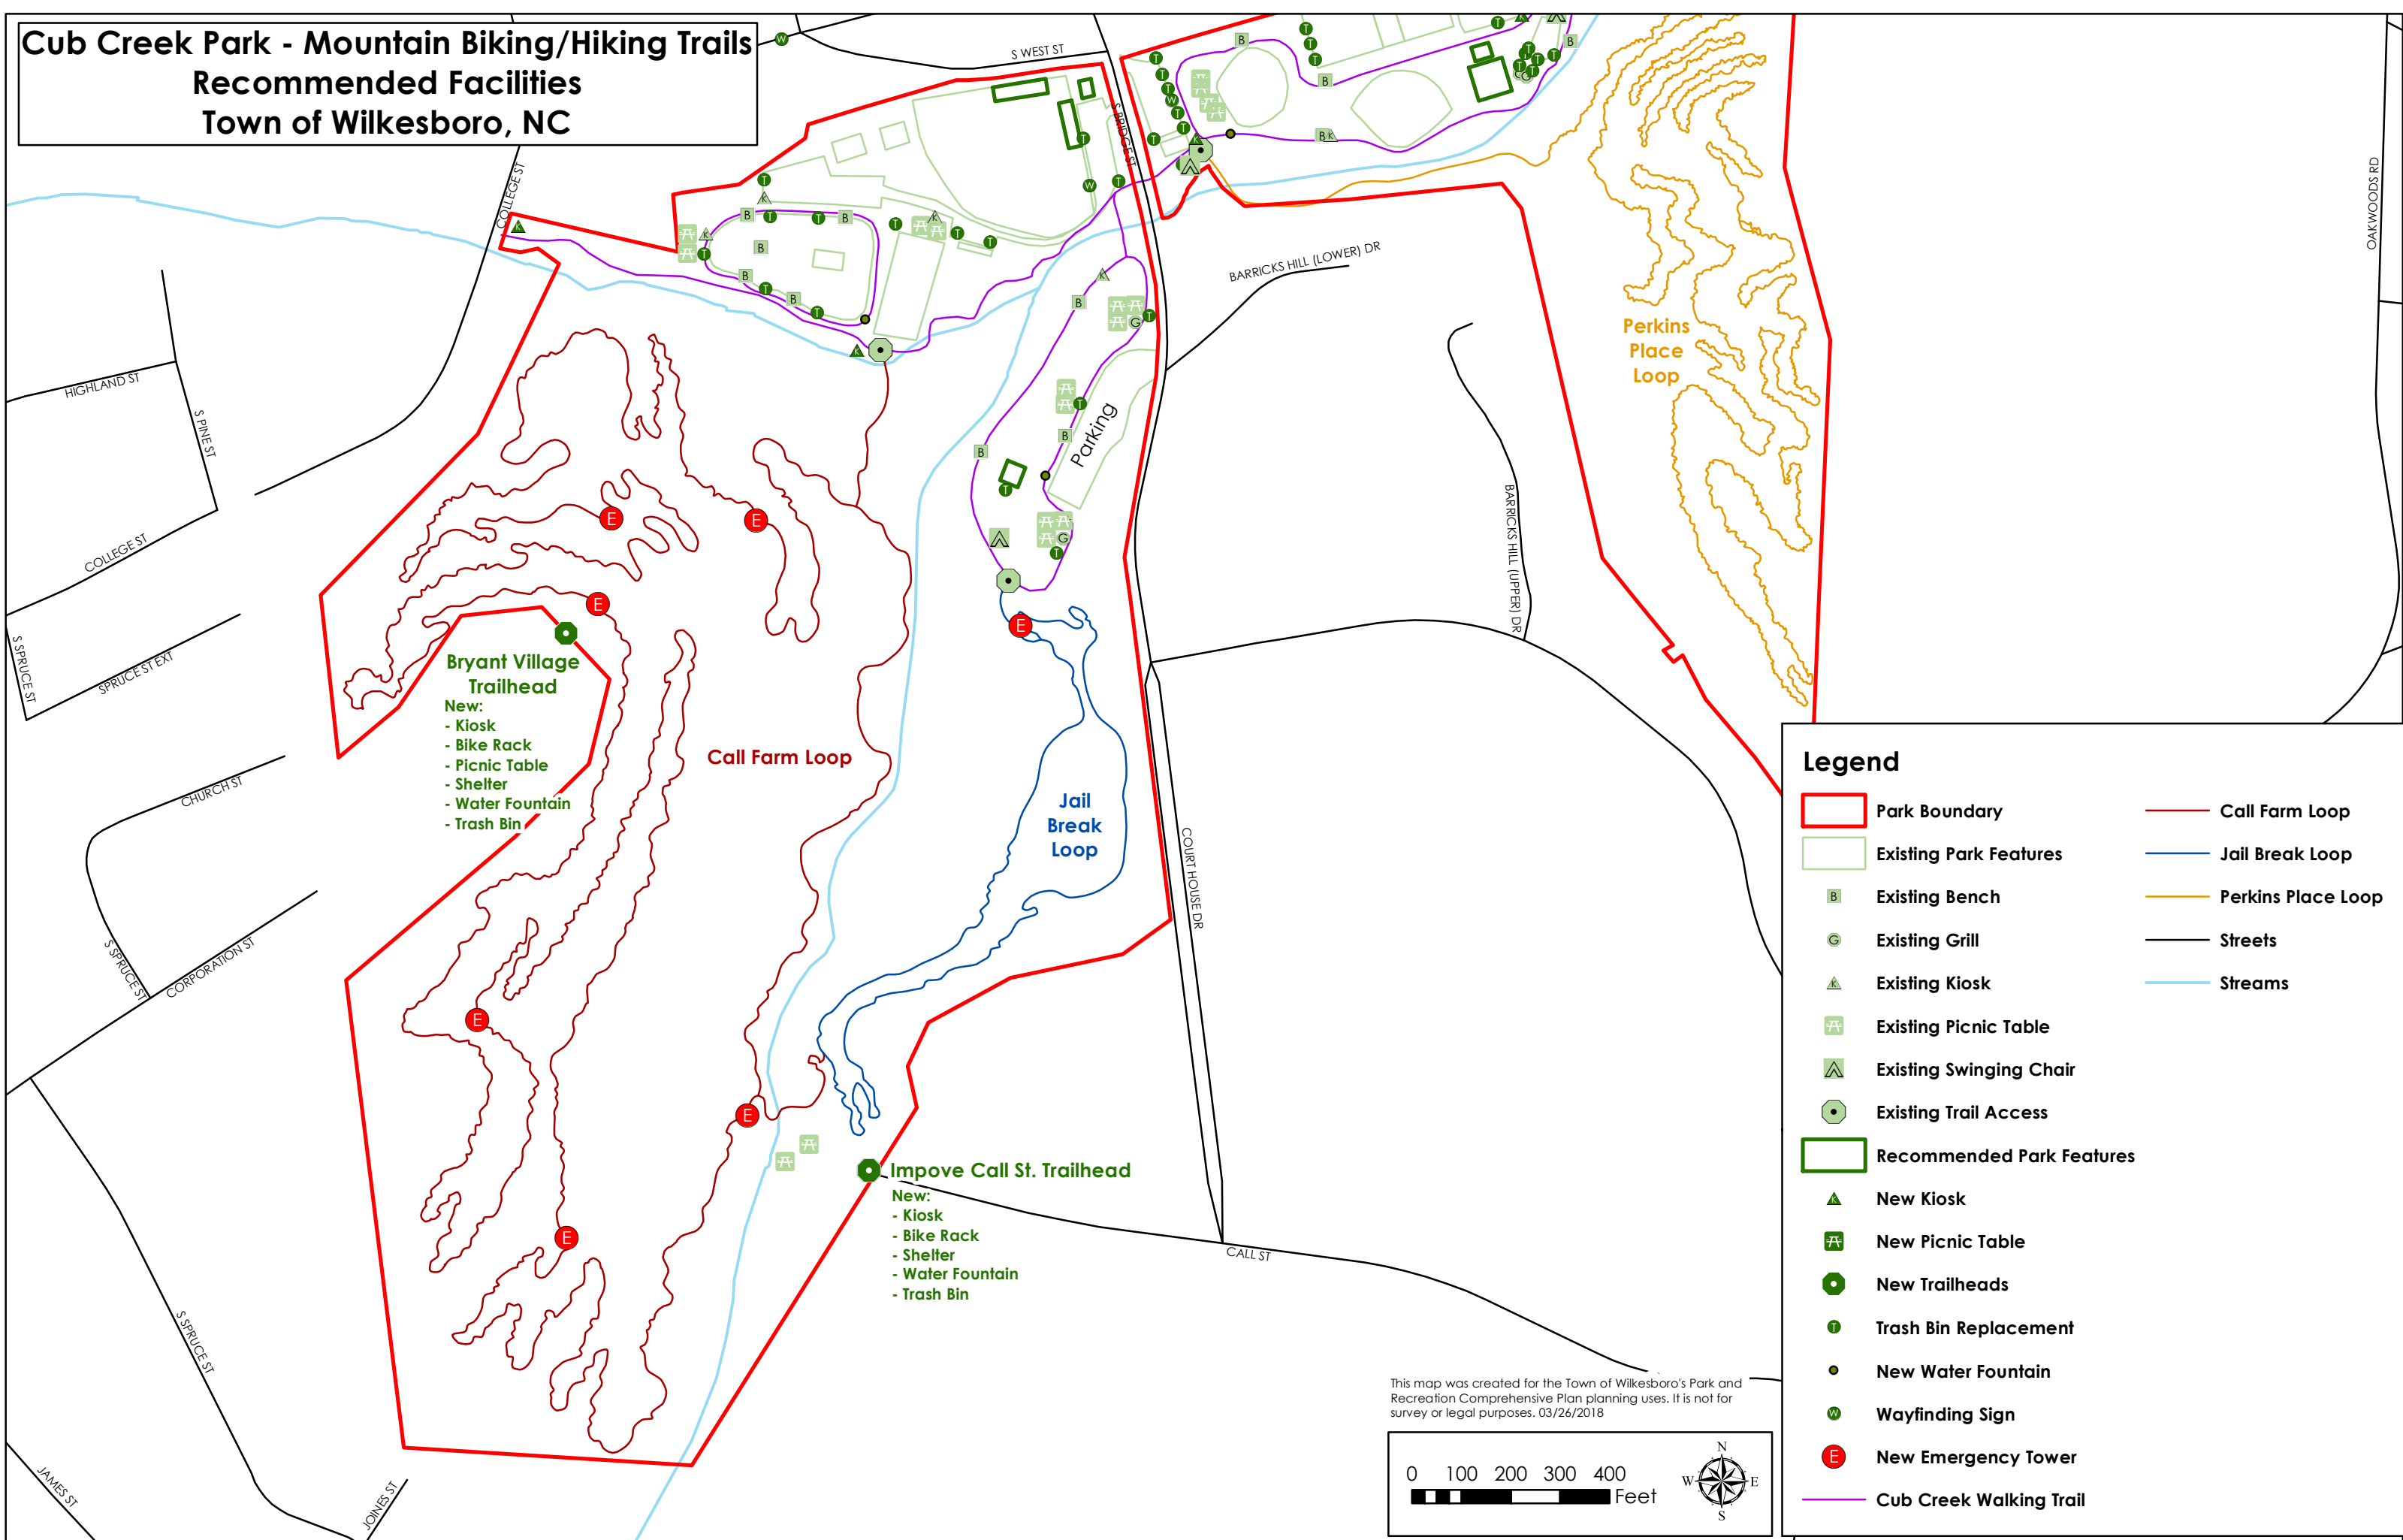 Cub Creek Park - Mountain Biking/Hiking Trails
Recommended Facilities
Town of Wilkesboro, NC
S WEST ST
S BRIDGE ST
COLLEGE ST
OAKWOODS RD
BARRICKS HILL (LOWER) DR
HIGHLAND ST
S PINE ST
Perkins
Place
Loop
Parking
BARRICKS HILL (UPPER) DR
COLLEGE ST
S SPRUCE ST
SPRUCE ST EXT
Bryant Village
Trailhead
New:
- Kiosk
- Bike Rack
- Picnic Table
- Shelter
- Water Fountain
- Trash Bin
Call Farm Loop
Jail
Break
Loop
CHURCH ST
COURT HOUSE DR
S SPRUCE ST
CORPORATION ST
Impove Call St. Trailhead
New:
- Kiosk
- Bike Rack
- Shelter
- Water Fountain
- Trash Bin
CALL ST
S SPRUCE ST
JAMES ST
JOINES ST
This map was created for the Town of Wilkesboro's Park and
Recreation Comprehensive Plan planning uses. It is not for
survey or legal purposes. 03/26/2018
0 100 200 300 400
Feet
N
W E
S
Legend
Park Boundary
Existing Park Features
B Existing Bench
G Existing Grill
K Existing Kiosk
Existing Picnic Table
Existing Swinging Chair
Existing Trail Access
Recommended Park Features
K New Kiosk
New Picnic Table
New Trailheads
T Trash Bin Replacement
New Water Fountain
W Wayfinding Sign
E New Emergency Tower
Cub Creek Walking Trail
Call Farm Loop
Jail Break Loop
Perkins Place Loop
Streets
Streams